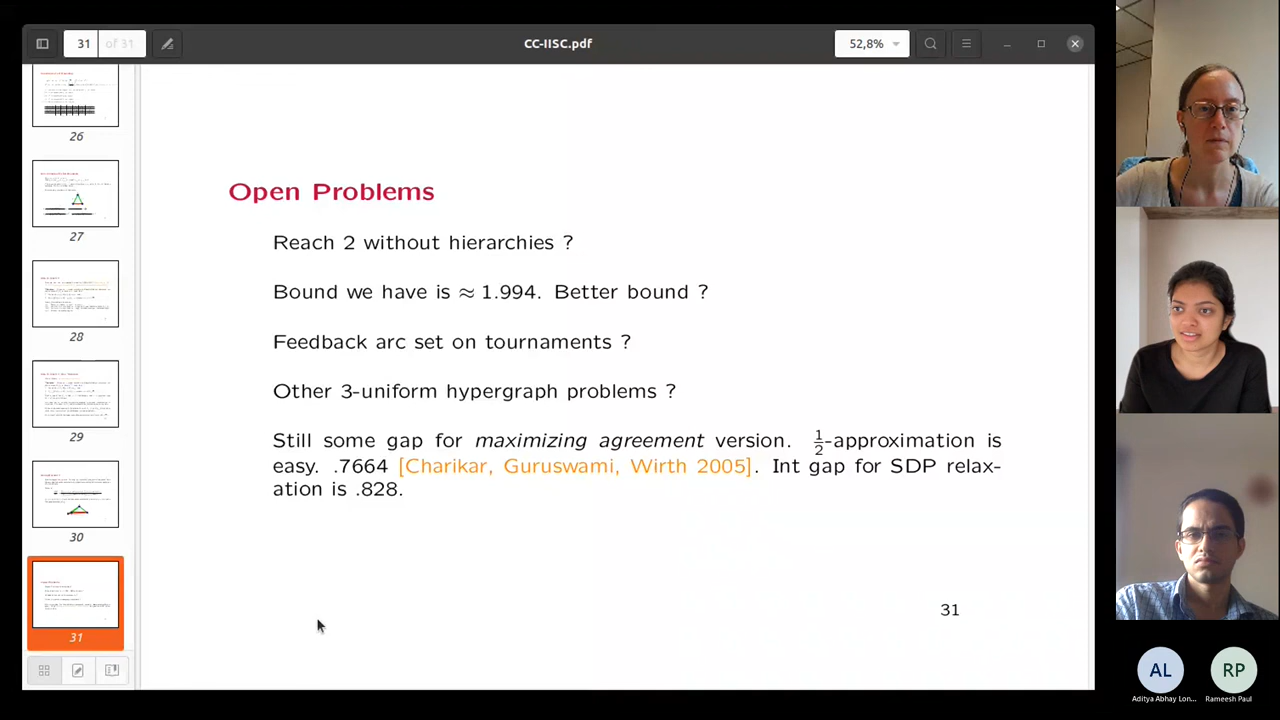 31 of 31
CC-IISC.pdf
52,8%
26
27
28
29
30
31
Open Problems
Reach 2 without hierarchies ?
Bound we have is ≈ 1.994. Better bound ?
Feedback arc set on tournaments ?
Other 3-uniform hypergraph problems ?
Still some gap for maximizing agreement version. 1/2-approximation is
easy. .7664 [Charikar, Guruswami, Wirth 2005]. Int gap for SDP relax-
ation is .828.
31
AL
Aditya Abhay Lon...
RP
Rameesh Paul